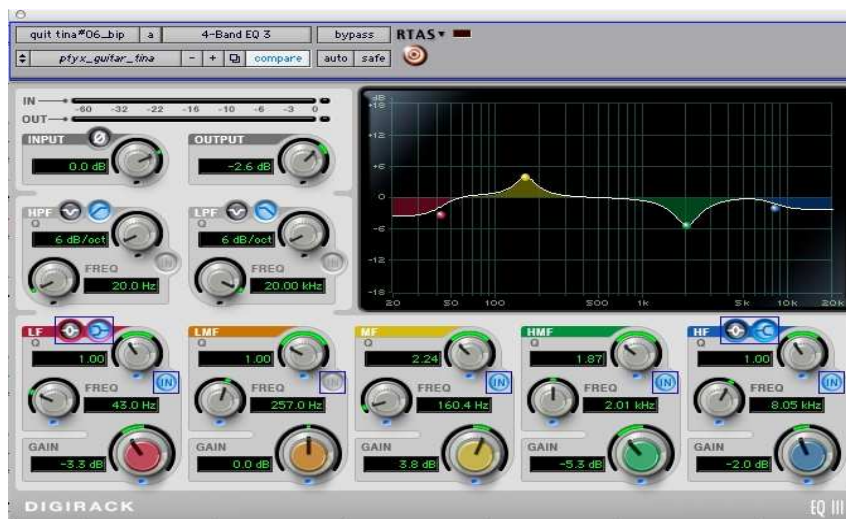 quit tina#06_bip a 4-Band EQ 3 bypass RTAS
ptyx_guitar_tina - + compare auto safe
IN
-60 -32 -22 -16 -10 -6 -3 0
OUT
INPUT Ø OUTPUT
0.0 dB -2.6 dB
HPF LPF
Q Q
6 dB/oct 6 dB/oct
IN IN
FREQ FREQ
20.0 Hz 20.00 kHz
dB
+18
+12
+6
0
-6
-12
-18
20 50 100 500 1k 5k 10k 20k
LF LMF MF HMF HF
Q Q Q Q Q
1.00 1.00 2.24 1.87 1.00
IN IN IN IN IN
FREQ FREQ FREQ FREQ FREQ
43.0 Hz 257.0 Hz 160.4 Hz 2.01 kHz 8.05 kHz
GAIN GAIN GAIN GAIN GAIN
-3.3 dB 0.0 dB 3.8 dB -5.3 dB -2.0 dB
DIGIRACK EQ III